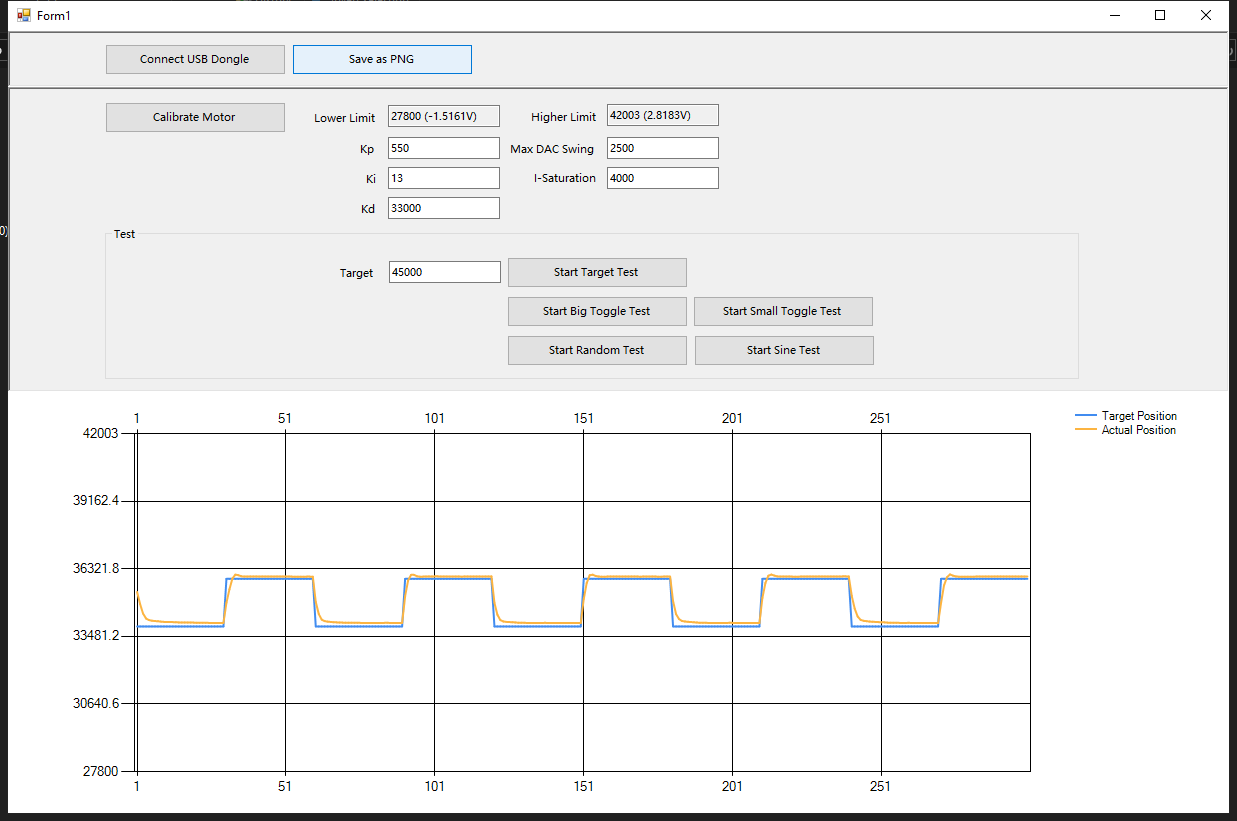 Form1
Connect USB Dongle Save as PNG
Calibrate Motor Lower Limit 27800 (-1.5161V) Higher Limit 42003 (2.8183V)
Kp 550 Max DAC Swing 2500
Ki 13 I-Saturation 4000
Kd 33000
Test
Target 45000 Start Target Test
Start Big Toggle Test Start Small Toggle Test
Start Random Test Start Sine Test
1 51 101 151 201 251
Target Position
Actual Position
42003
39162.4
36321.8
33481.2
30640.6
27800
1 51 101 151 201 251